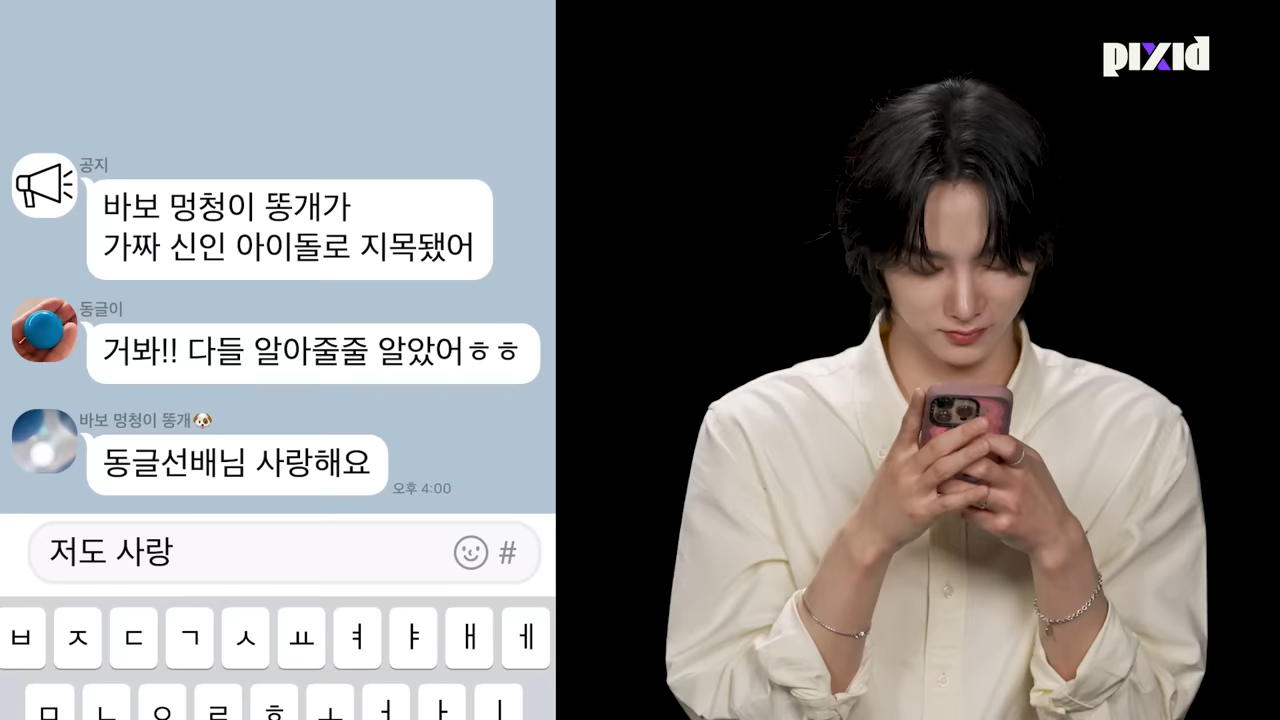 pixid
공지
바보 멍청이 똥개가
가짜 신인 아이돌로 지목됐어
동글이
거봐!! 다들 알아줄줄 알았어ㅎㅎ
바보 멍청이 똥개🐶
동글선배님 사랑해요
오후 4:00
저도 사랑
#
ㅂ ㅈ ㄷ ㄱ ㅅ ㅛ ㅕ ㅑ ㅐ ㅔ
ㅁ ㄴ ㅇ ㄹ ㅎ ㅗ ㅓ ㅏ ㅣ